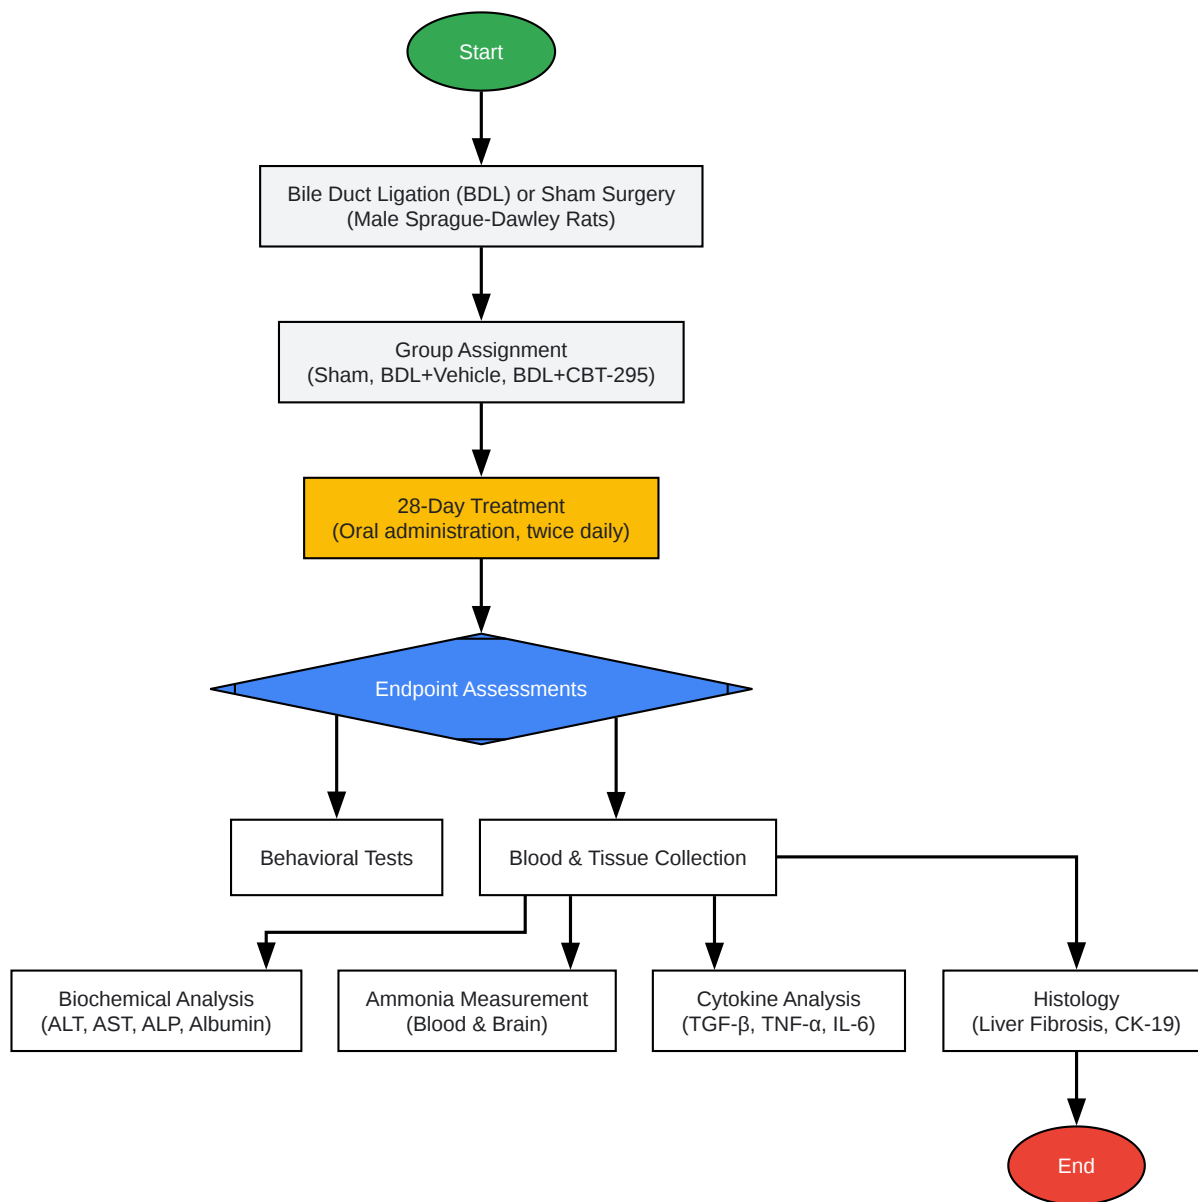 Start
Bile Duct Ligation (BDL) or Sham Surgery
(Male Sprague-Dawley Rats)
Group Assignment
(Sham, BDL+Vehicle, BDL+CBT-295)
28-Day Treatment
(Oral administration, twice daily)
Endpoint Assessments
Behavioral Tests
Blood & Tissue Collection
Biochemical Analysis
(ALT, AST, ALP, Albumin)
Ammonia Measurement
(Blood & Brain)
Cytokine Analysis
(TGF-β, TNF-α, IL-6)
Histology
(Liver Fibrosis, CK-19)
End